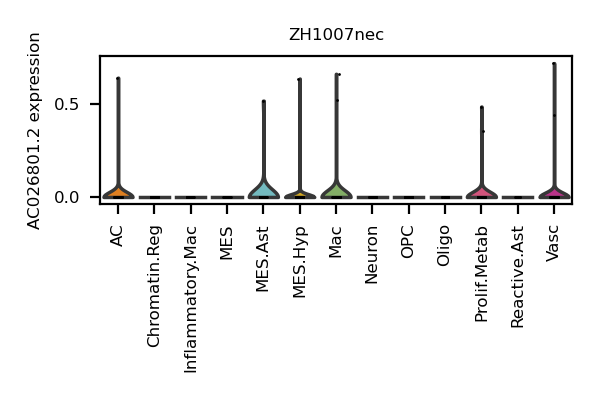 ZH1007nec
AC026801.2 expression
0.5
0.0
AC
Chromatin.Reg
Inflammatory.Mac
MES
MES.Ast
MES.Hyp
Mac
Neuron
OPC
Oligo
Prolif.Metab
Reactive.Ast
Vasc